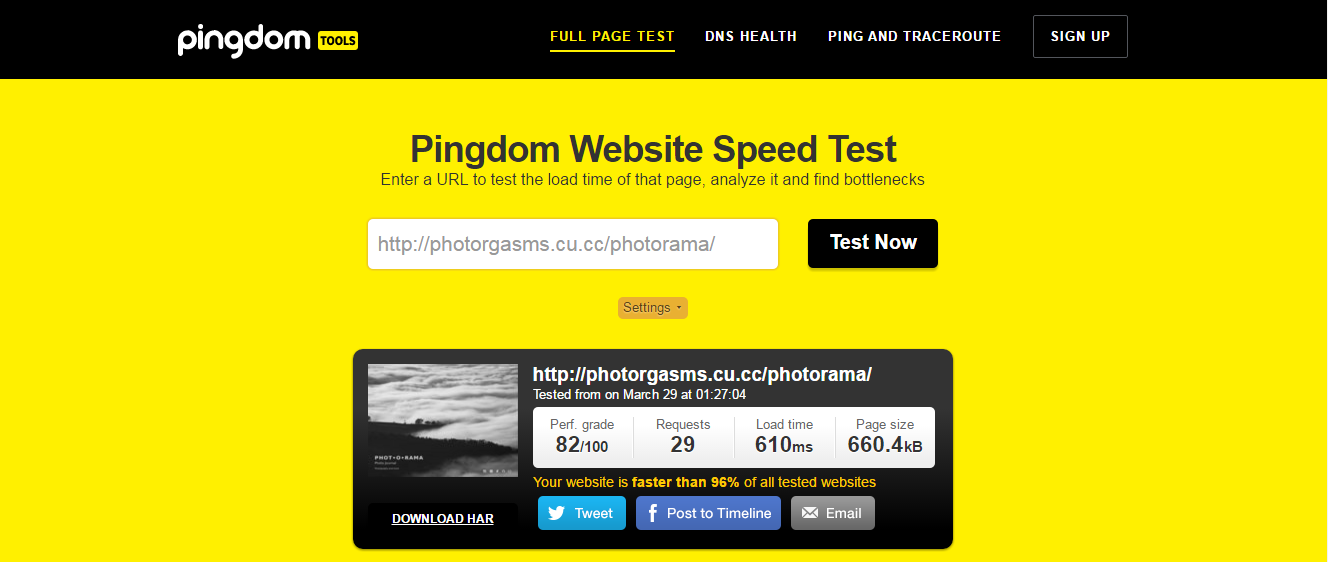 pingdom TOOLS
FULL PAGE TEST
DNS HEALTH
PING AND TRACEROUTE
SIGN UP
Pingdom Website Speed Test
Enter a URL to test the load time of that page, analyze it and find bottlenecks
http://photorgasms.cu.cc/photorama/
Test Now
Settings
http://photorgasms.cu.cc/photorama/
Tested from on March 29 at 01:27:04
Perf. grade Requests Load time Page size
82/100 29 610ms 660.4kB
Your website is faster than 96% of all tested websites
Tweet
Post to Timeline
Email
PHOT•O•RAMA
DOWNLOAD HAR